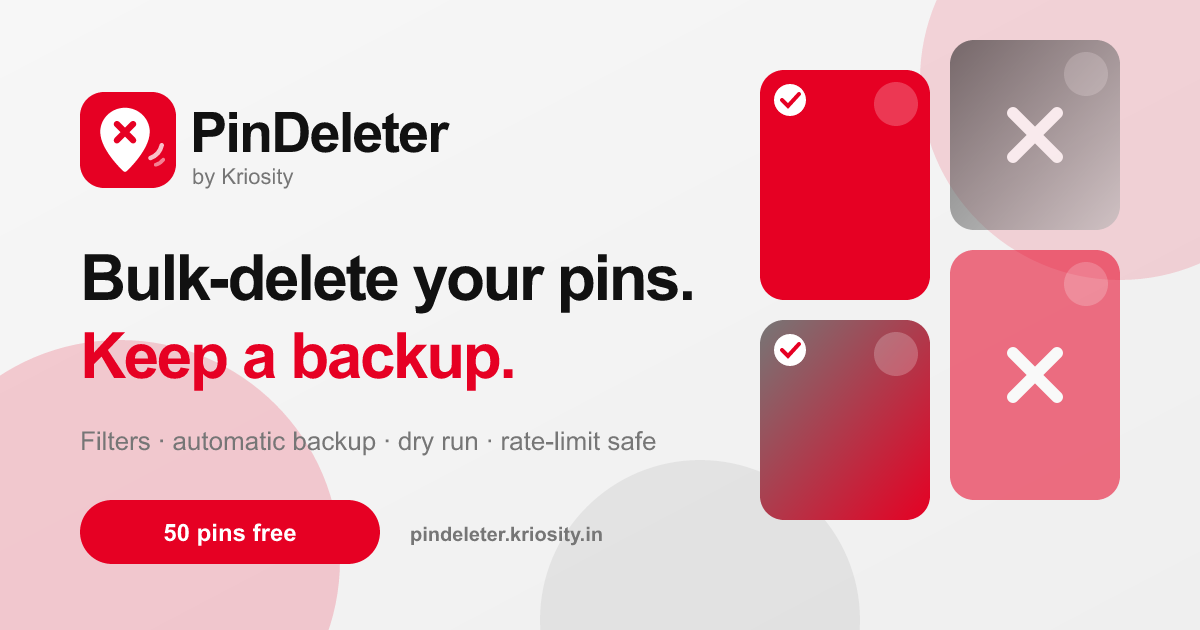 PinDeleter
by Kriosity
Bulk-delete your pins.
Keep a backup.
Filters · automatic backup · dry run · rate-limit safe
50 pins free
pindeleter.kriosity.in